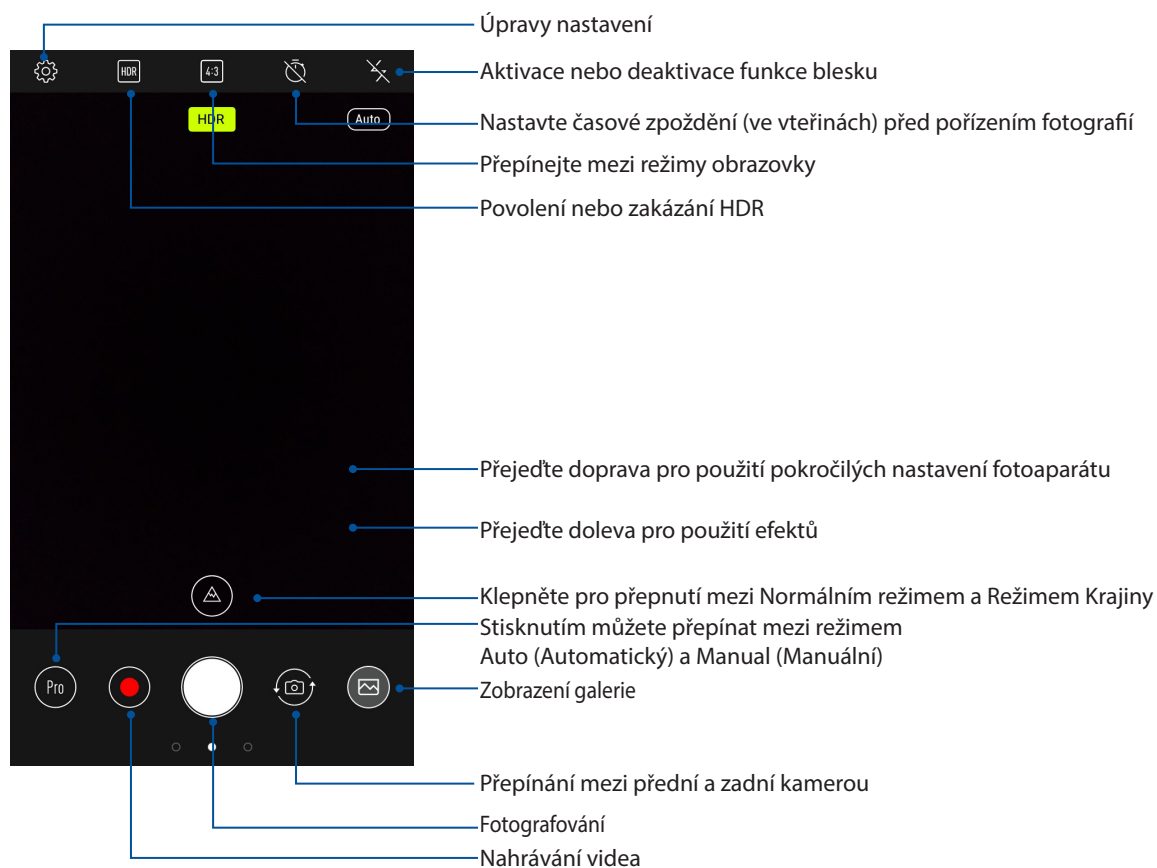 Úpravy nastavení
HDR
4:3
Aktivace nebo deaktivace funkce blesku
HDR
Auto
Nastavte časové zpoždění (ve vteřinách) před pořízením fotografií
Přepínejte mezi režimy obrazovky
Povolení nebo zakázání HDR
Přejeďte doprava pro použití pokročilých nastavení fotoaparátu
Přejeďte doleva pro použití efektů
Klepněte pro přepnutí mezi Normálním režimem a Režimem Krajiny
Stisknutím můžete přepínat mezi režimem
Auto (Automatický) a Manual (Manuální)
Pro
Zobrazení galerie
Přepínání mezi přední a zadní kamerou
Fotografování
Nahrávání videa